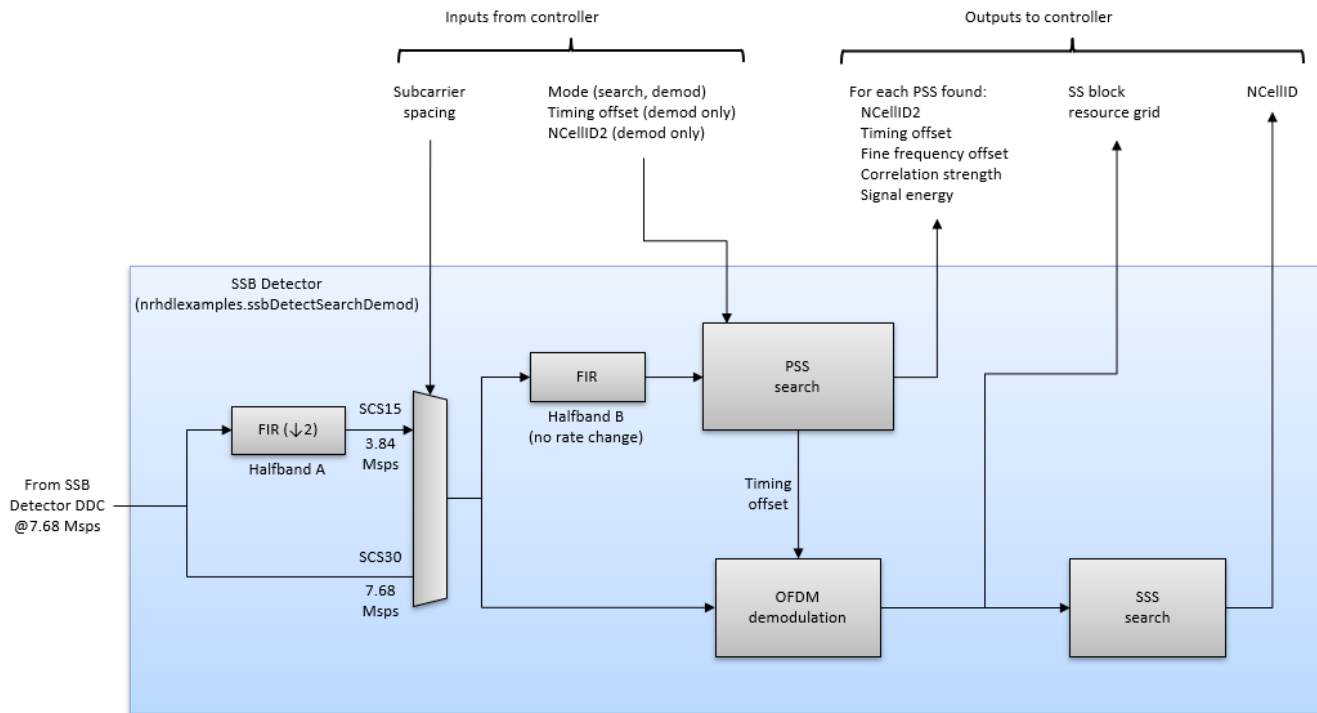 Inputs from controller
Outputs to controller
Subcarrier
spacing
Mode (search, demod)
Timing offset (demod only)
NCellID2 (demod only)
For each PSS found:
NCellID2
Timing offset
Fine frequency offset
Correlation strength
Signal energy
SS block
resource grid
NCellID
SSB Detector
(nrhdlexamples.ssbDetectSearchDemod)
FIR (↓2)
Halfband A
SCS15
3.84
Msps
FIR
Halfband B
(no rate change)
PSS
search
From SSB
Detector DDC
@7.68 Msps
SCS30
7.68
Msps
Timing
offset
OFDM
demodulation
SSS
search